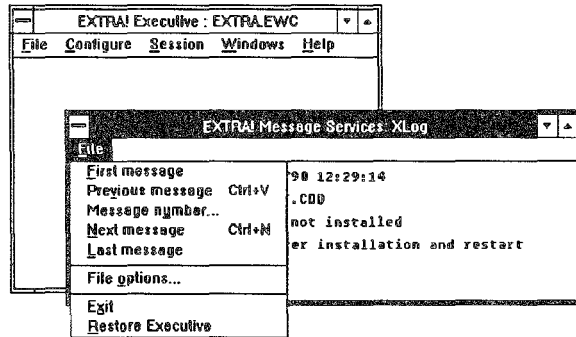 EXTRA! Executive : EXTRA.EWC
File Configure Session Windows Help
EXTRA! Message Services: XLog
File
First message
Previous message Ctrl+V
Message number...
Next message Ctrl+N
Last message
File options...
Exit
Restore Executive
90 12:29:14
.CDD
not installed
er installation and restart